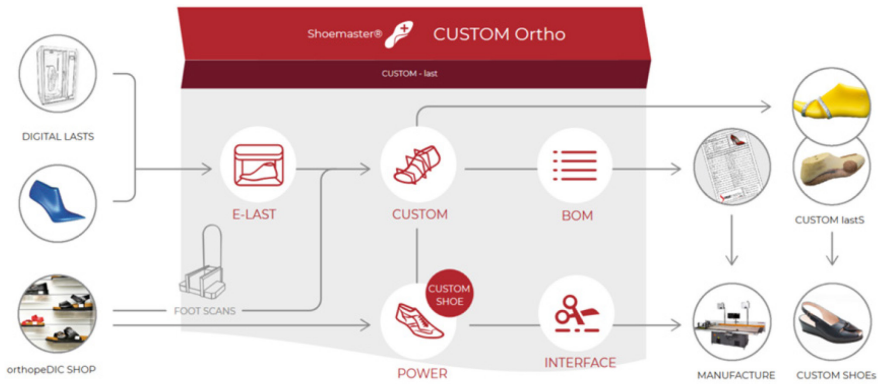 Shoemaster® CUSTOM Ortho
CUSTOM - last
DIGITAL LASTS
E-LAST
CUSTOM
BOM
CUSTOM lastS
FOOT SCANS
CUSTOM
SHOE
orthopeDIC SHOP
POWER
INTERFACE
MANUFACTURE
CUSTOM SHOEs